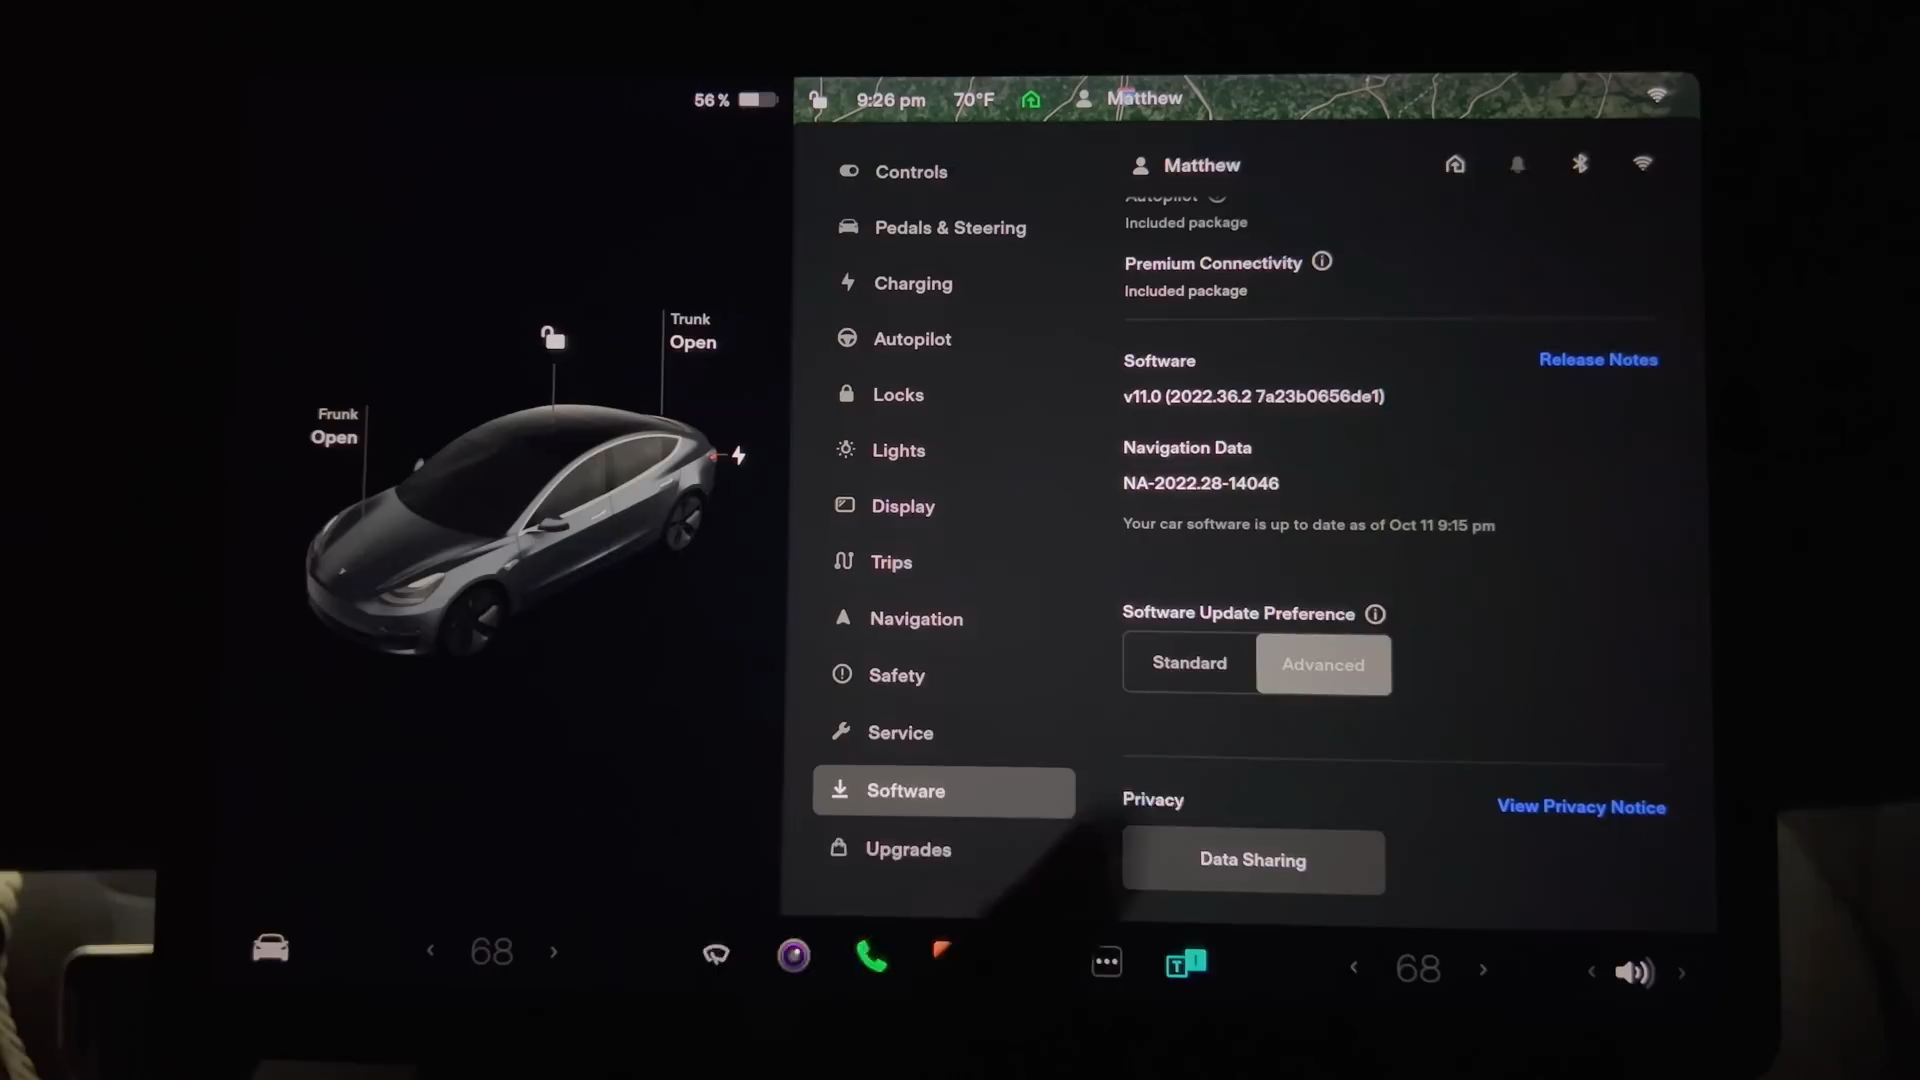 56 %
9:26 pm 70°F Matthew
Trunk
Open
Frunk
Open
Controls
Pedals & Steering
Charging
Autopilot
Locks
Lights
Display
Trips
Navigation
Safety
Service
Software
Upgrades
Matthew
Autopilot
Included package
Premium Connectivity
Included package
Software
Release Notes
v11.0 (2022.36.2 7a23b0656de1)
Navigation Data
NA-2022.28-14046
Your car software is up to date as of Oct 11 9:15 pm
Software Update Preference
Standard
Advanced
Privacy
View Privacy Notice
Data Sharing
68
T
68